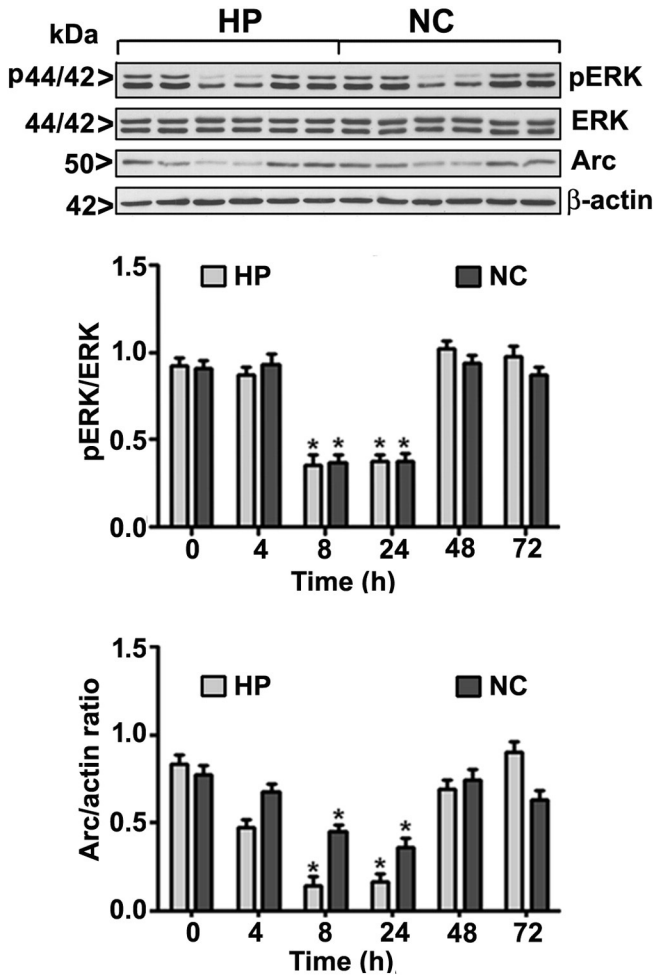 kDa HP NC
p44/42> pERK
44/42> ERK
50> Arc
42> β-actin
1.5
HP NC
1.0
pERK/ERK
0.5
* * * *
0.0
0 4 8 24 48 72
Time (h)
1.5
HP NC
1.0
Arc/actin ratio
0.5
* * * *
0.0
0 4 8 24 48 72
Time (h)